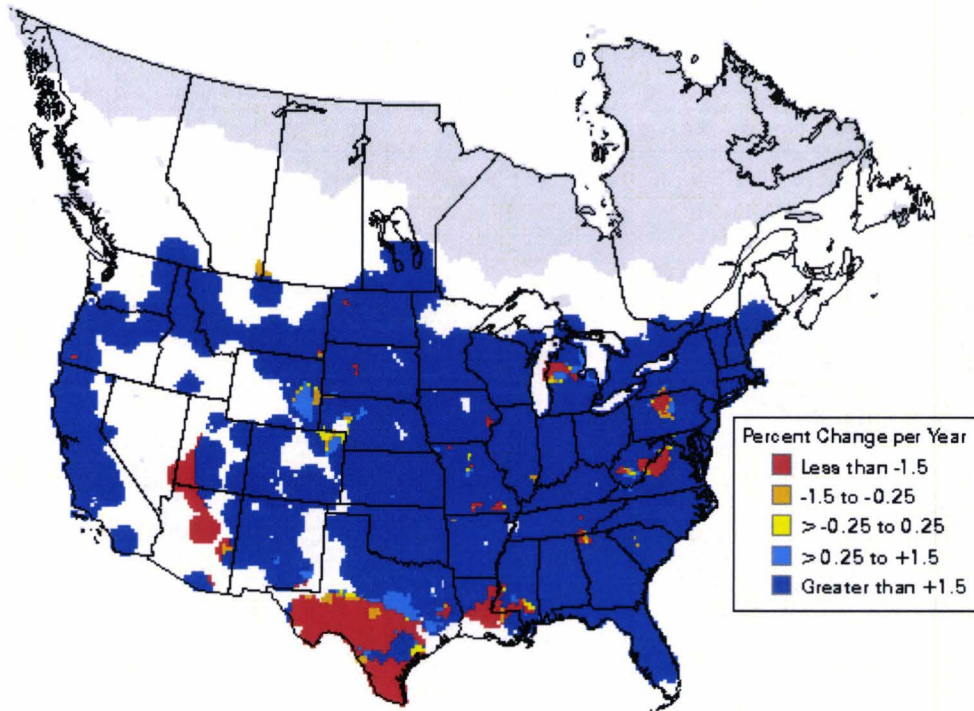 Percent Change per Year
Less than -1.5
-1.5 to -0.25
>-0.25 to 0.25
>0.25 to +1.5
Greater than +1.5